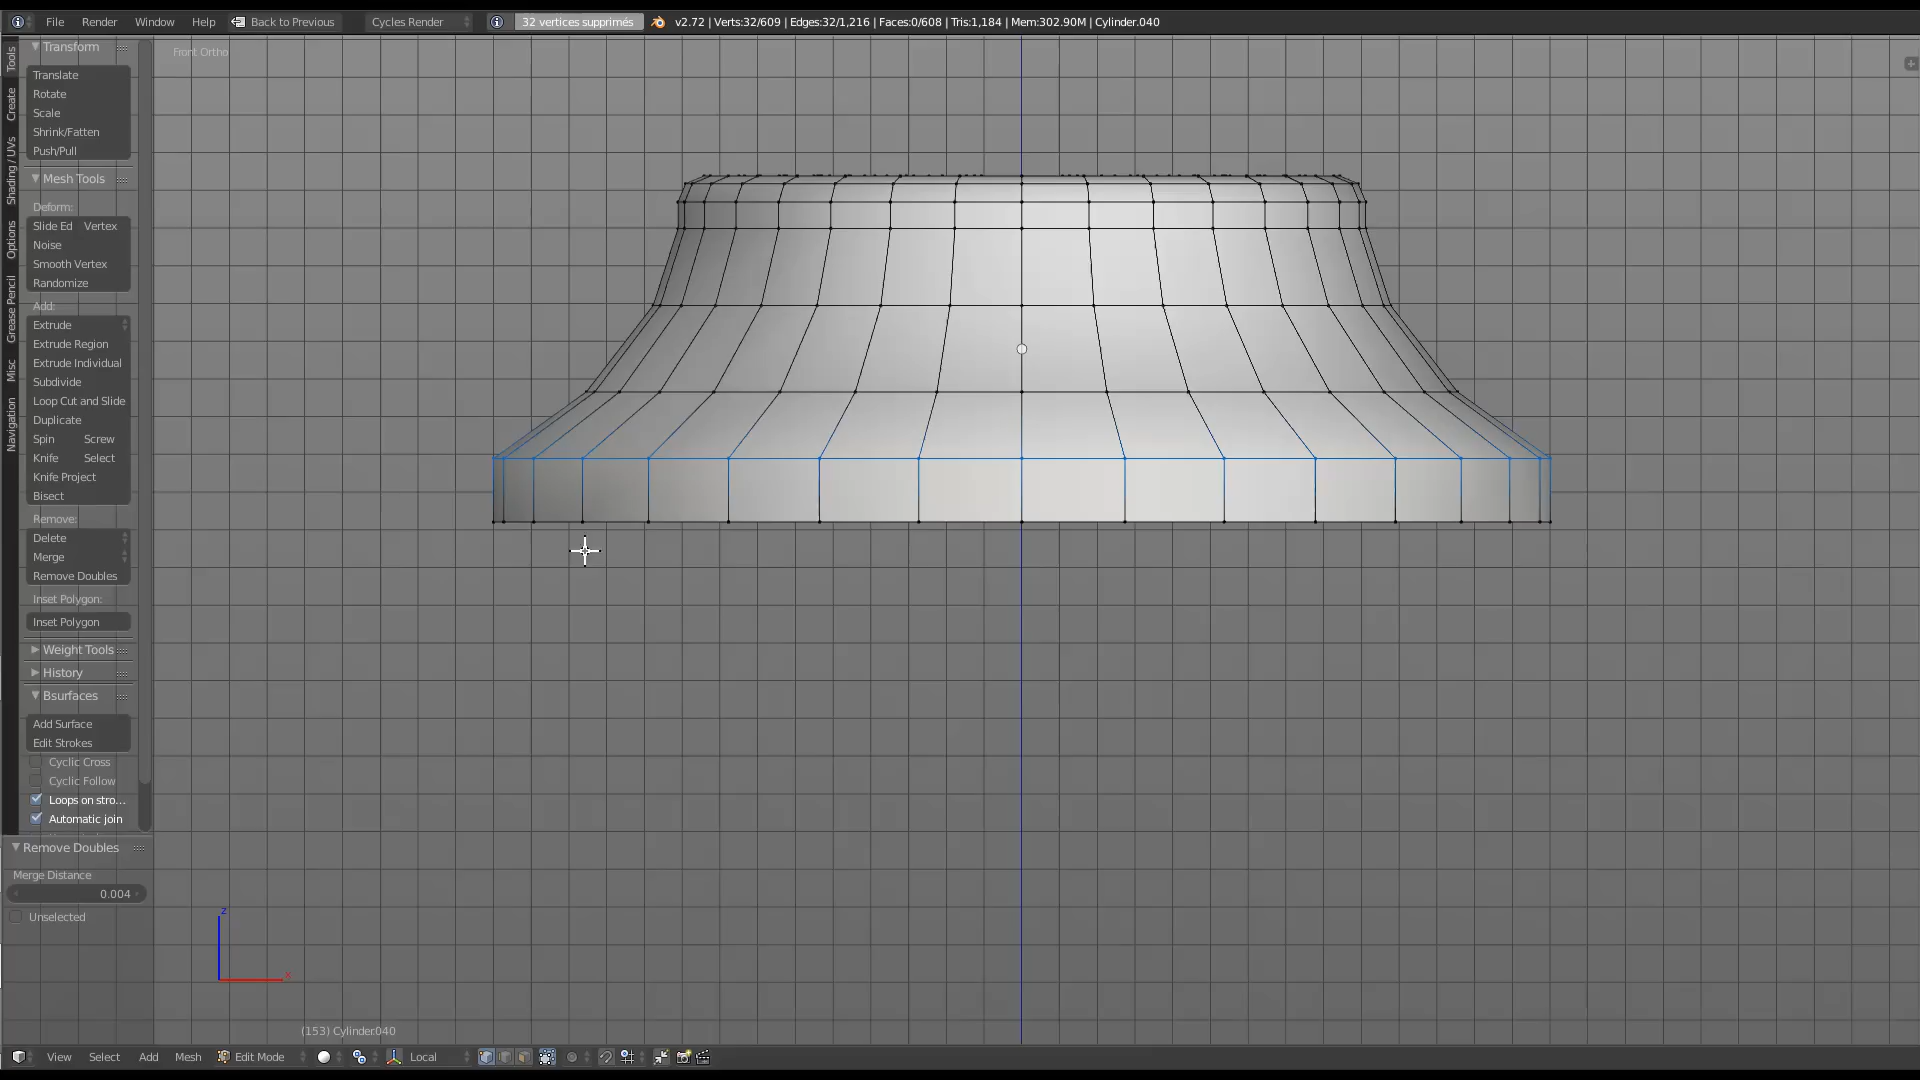 File Render Window Help Back to Previous Cycles Render 32 vertices supprimés v2.72 | Verts:32/609 | Edges:32/1,216 | Faces:0/608 | Tris:1,184 | Mem:302.90M | Cylinder.040
Front Ortho
Tools
Create
Shading / UVs
Options
Grease Pencil
Misc
Navigation
Transform
Translate
Rotate
Scale
Shrink/Fatten
Push/Pull
Mesh Tools
Deform:
Slide Ed Vertex
Noise
Smooth Vertex
Randomize
Add:
Extrude
Extrude Region
Extrude Individual
Subdivide
Loop Cut and Slide
Duplicate
Spin Screw
Knife Select
Knife Project
Bisect
Remove:
Delete
Merge
Remove Doubles
Inset Polygon:
Inset Polygon
Weight Tools
History
Bsurfaces
Add Surface
Edit Strokes
Cyclic Cross
Cyclic Follow
Loops on stro...
Automatic join
Remove Doubles
Merge Distance
0.004
Unselected
z
x
(153) Cylinder.040
View Select Add Mesh Edit Mode Local